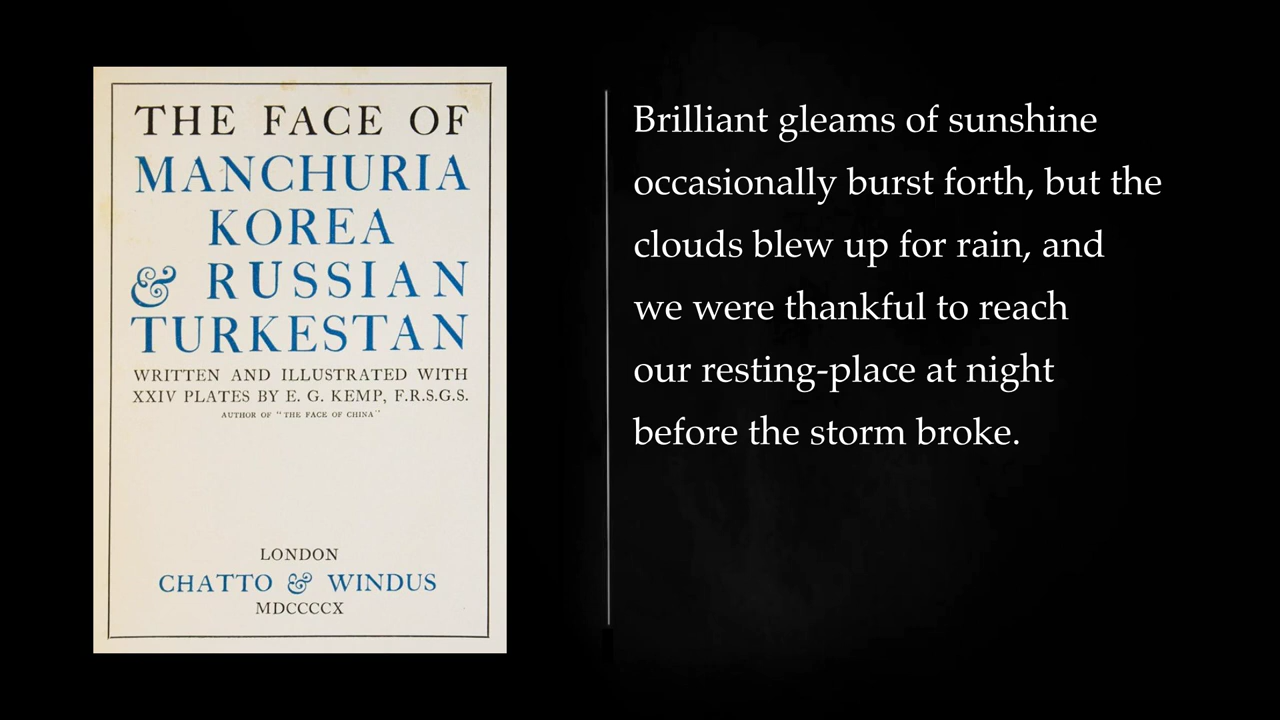 THE FACE OF
MANCHURIA
KOREA
& RUSSIAN
TURKESTAN
WRITTEN AND ILLUSTRATED WITH
XXIV PLATES BY E. G. KEMP, F.R.S.G.S.
AUTHOR OF "THE FACE OF CHINA"
LONDON
CHATTO & WINDUS
MDCCCCX
Brilliant gleams of sunshine
occasionally burst forth, but the
clouds blew up for rain, and
we were thankful to reach
our resting-place at night
before the storm broke.